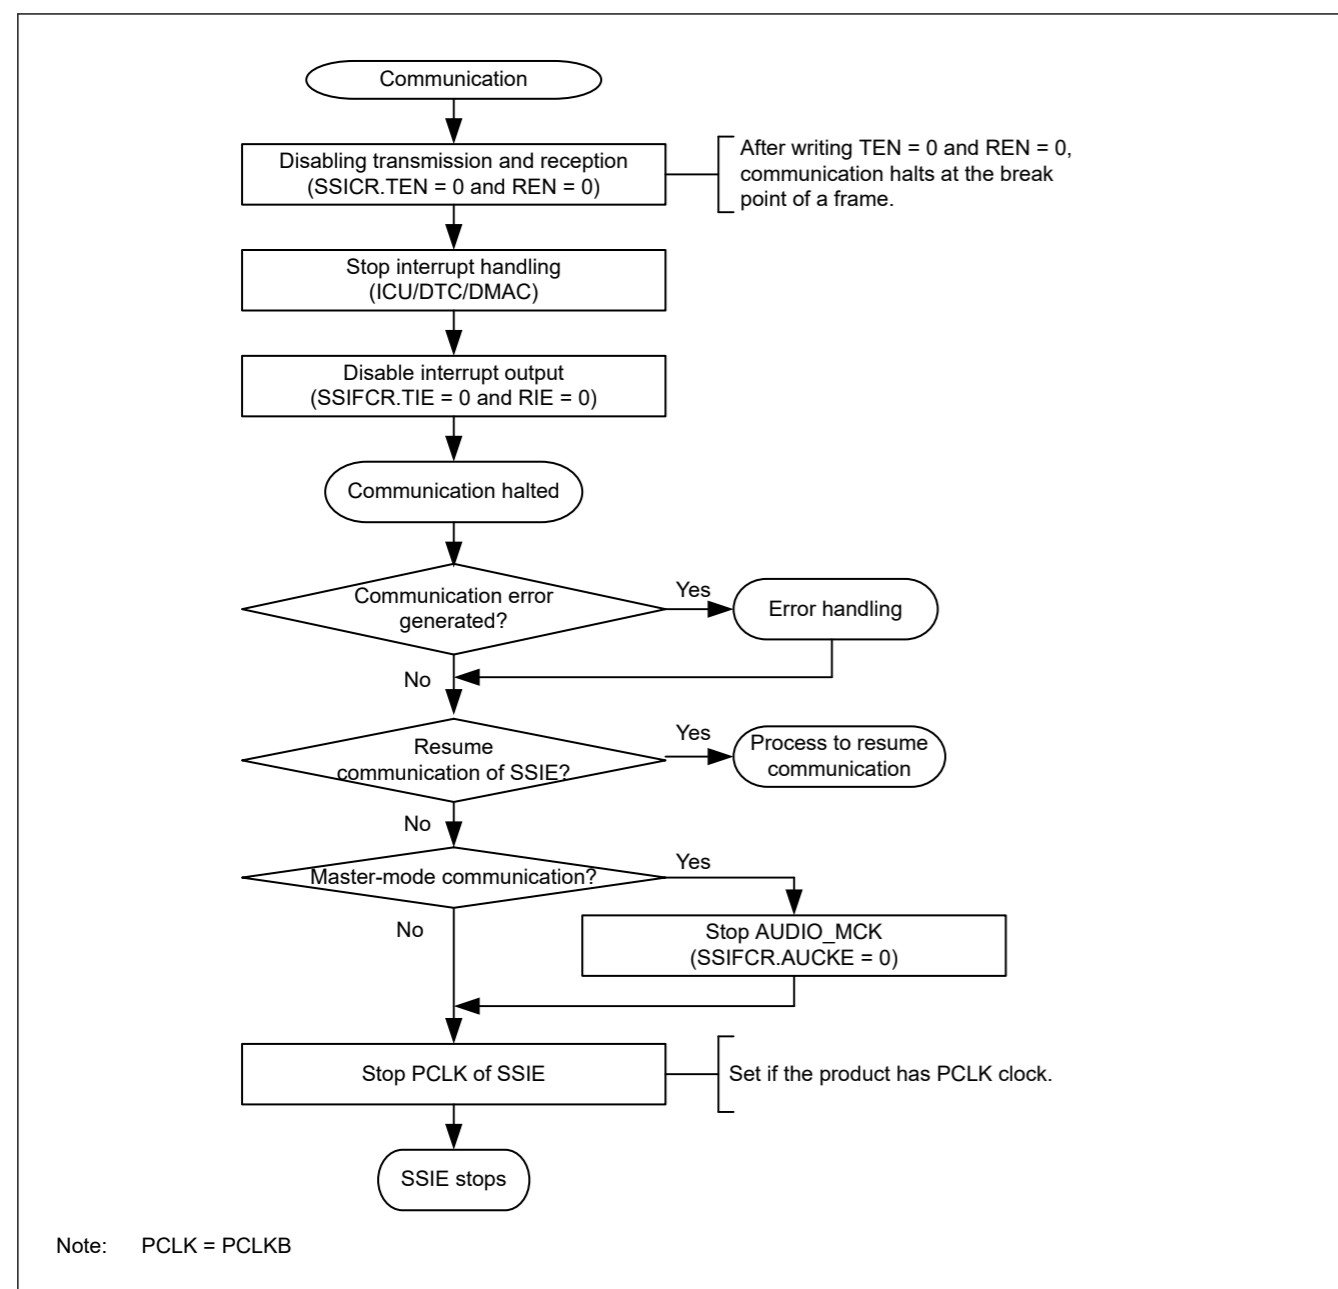 Communication
Disabling transmission and reception
(SSICR.TEN = 0 and REN = 0)
After writing TEN = 0 and REN = 0,
communication halts at the break
point of a frame.
Stop interrupt handling
(ICU/DTC/DMAC)
Disable interrupt output
(SSIFCR.TIE = 0 and RIE = 0)
Communication halted
Communication error
generated?
Yes
Error handling
No
Resume
communication of SSIE?
Yes
Process to resume
communication
No
Master-mode communication?
Yes
No
Stop AUDIO_MCK
(SSIFCR.AUCKE = 0)
Stop PCLK of SSIE
Set if the product has PCLK clock.
SSIE stops
Note: PCLK = PCLKB